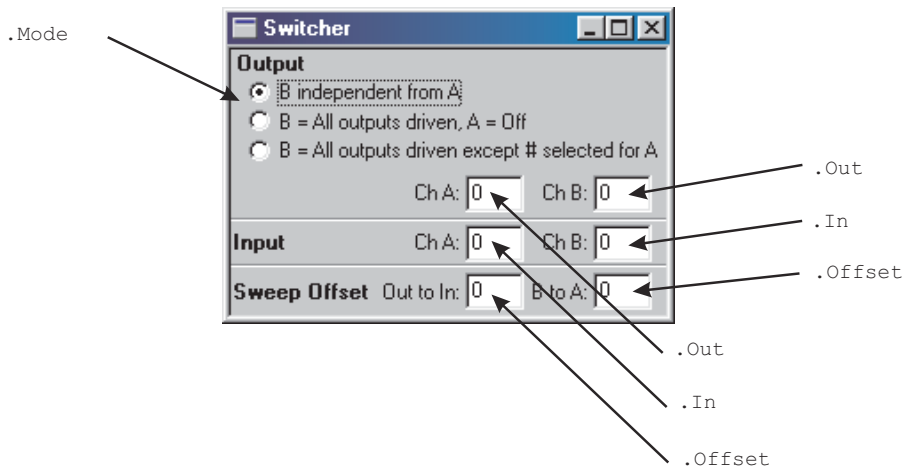 .Mode
Switcher
Output
B independent from A
B = All outputs driven, A = Off
B = All outputs driven except # selected for A
Ch A: 0 Ch B: 0
.Out
Input Ch A: 0 Ch B: 0
.In
Sweep Offset Out to In: 0 B to A: 0
.Offset
.Out
.In
.Offset